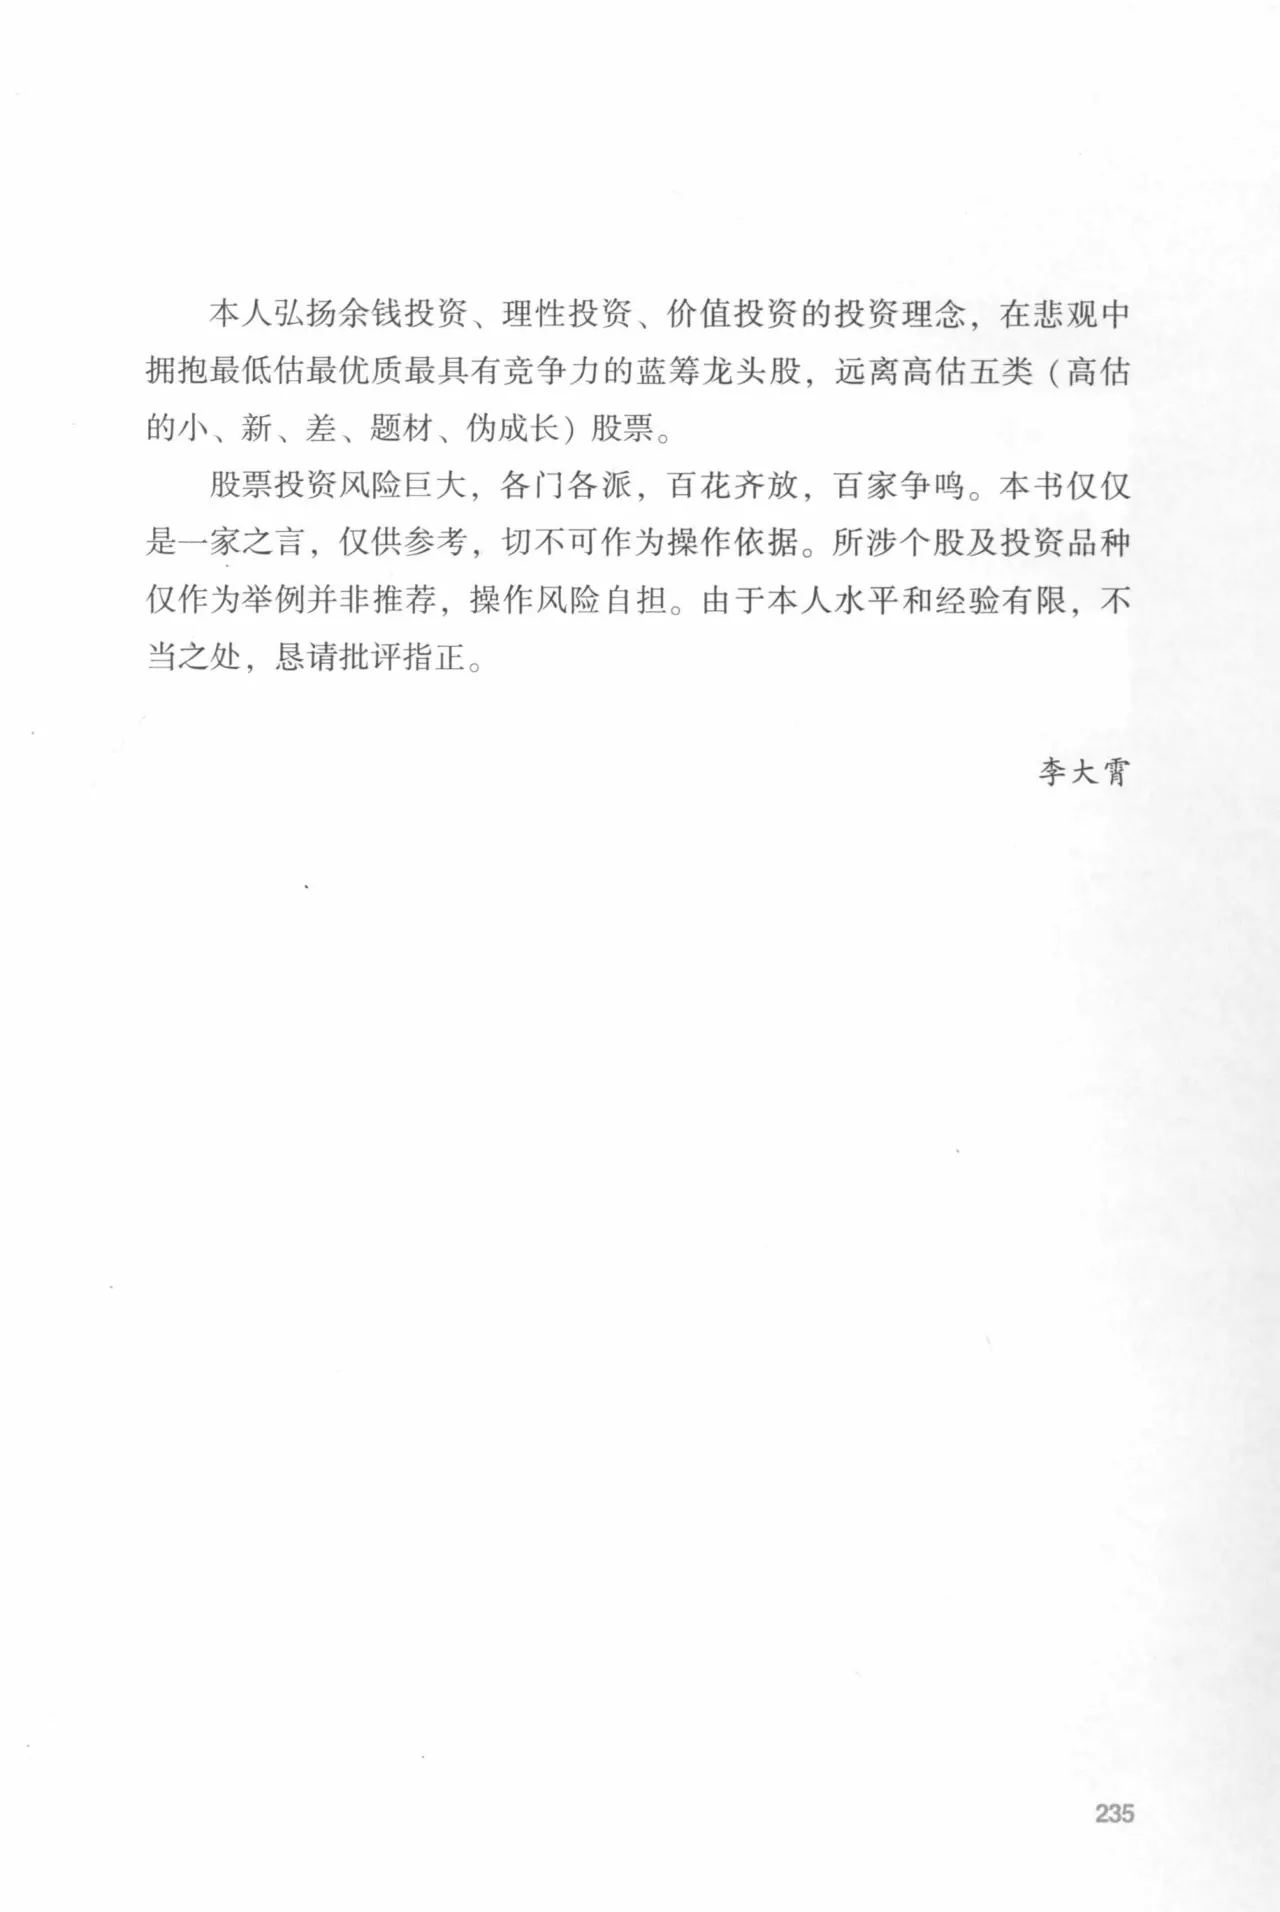 本人弘扬余钱投资、理性投资、价值投资的投资理念，在悲观中
拥抱最低估最优质最具有竞争力的蓝筹龙头股，远离高估五类（高估
的小、新、差、题材、伪成长）股票。
股票投资风险巨大，各门各派，百花齐放，百家争鸣。本书仅仅
是一家之言，仅供参考，切不可作为操作依据。所涉个股及投资品种
仅作为举例并非推荐，操作风险自担。由于本人水平和经验有限，不
当之处，恳请批评指正。
李大霄
235